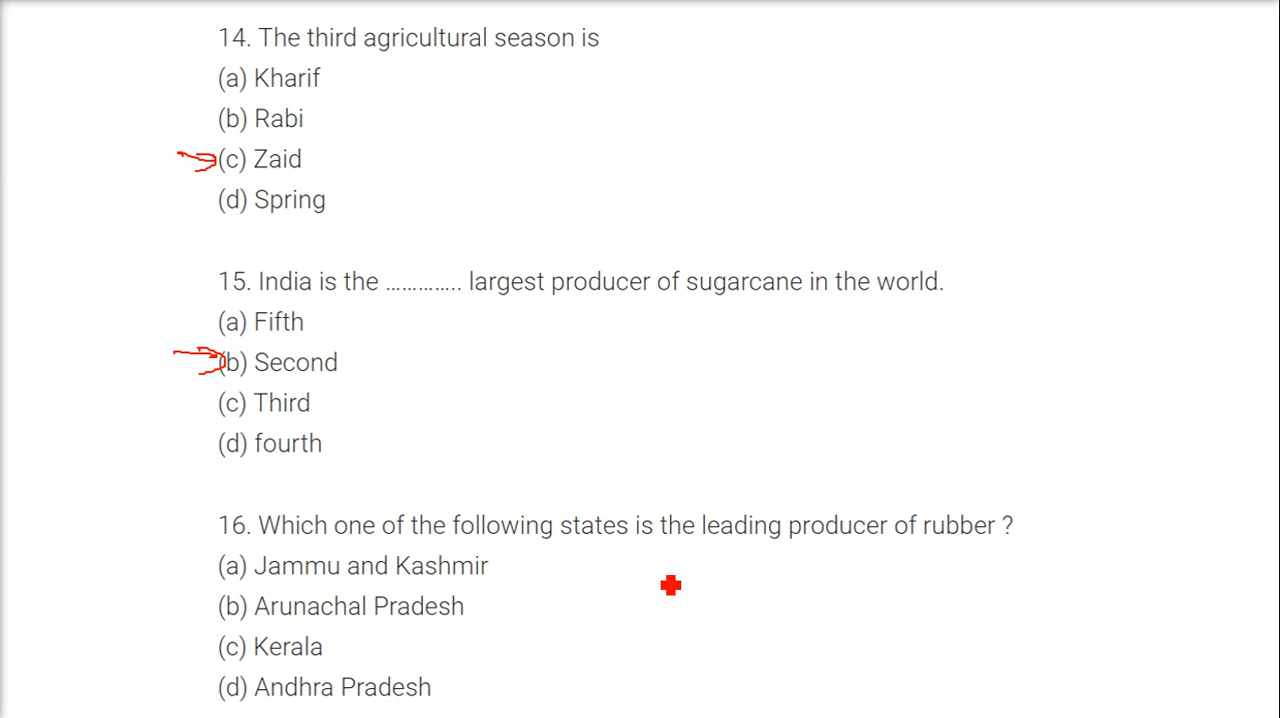 14. The third agricultural season is
(a) Kharif
(b) Rabi
(c) Zaid
(d) Spring
15. India is the ………….. largest producer of sugarcane in the world.
(a) Fifth
(b) Second
(c) Third
(d) fourth
16. Which one of the following states is the leading producer of rubber ?
(a) Jammu and Kashmir
(b) Arunachal Pradesh
(c) Kerala
(d) Andhra Pradesh